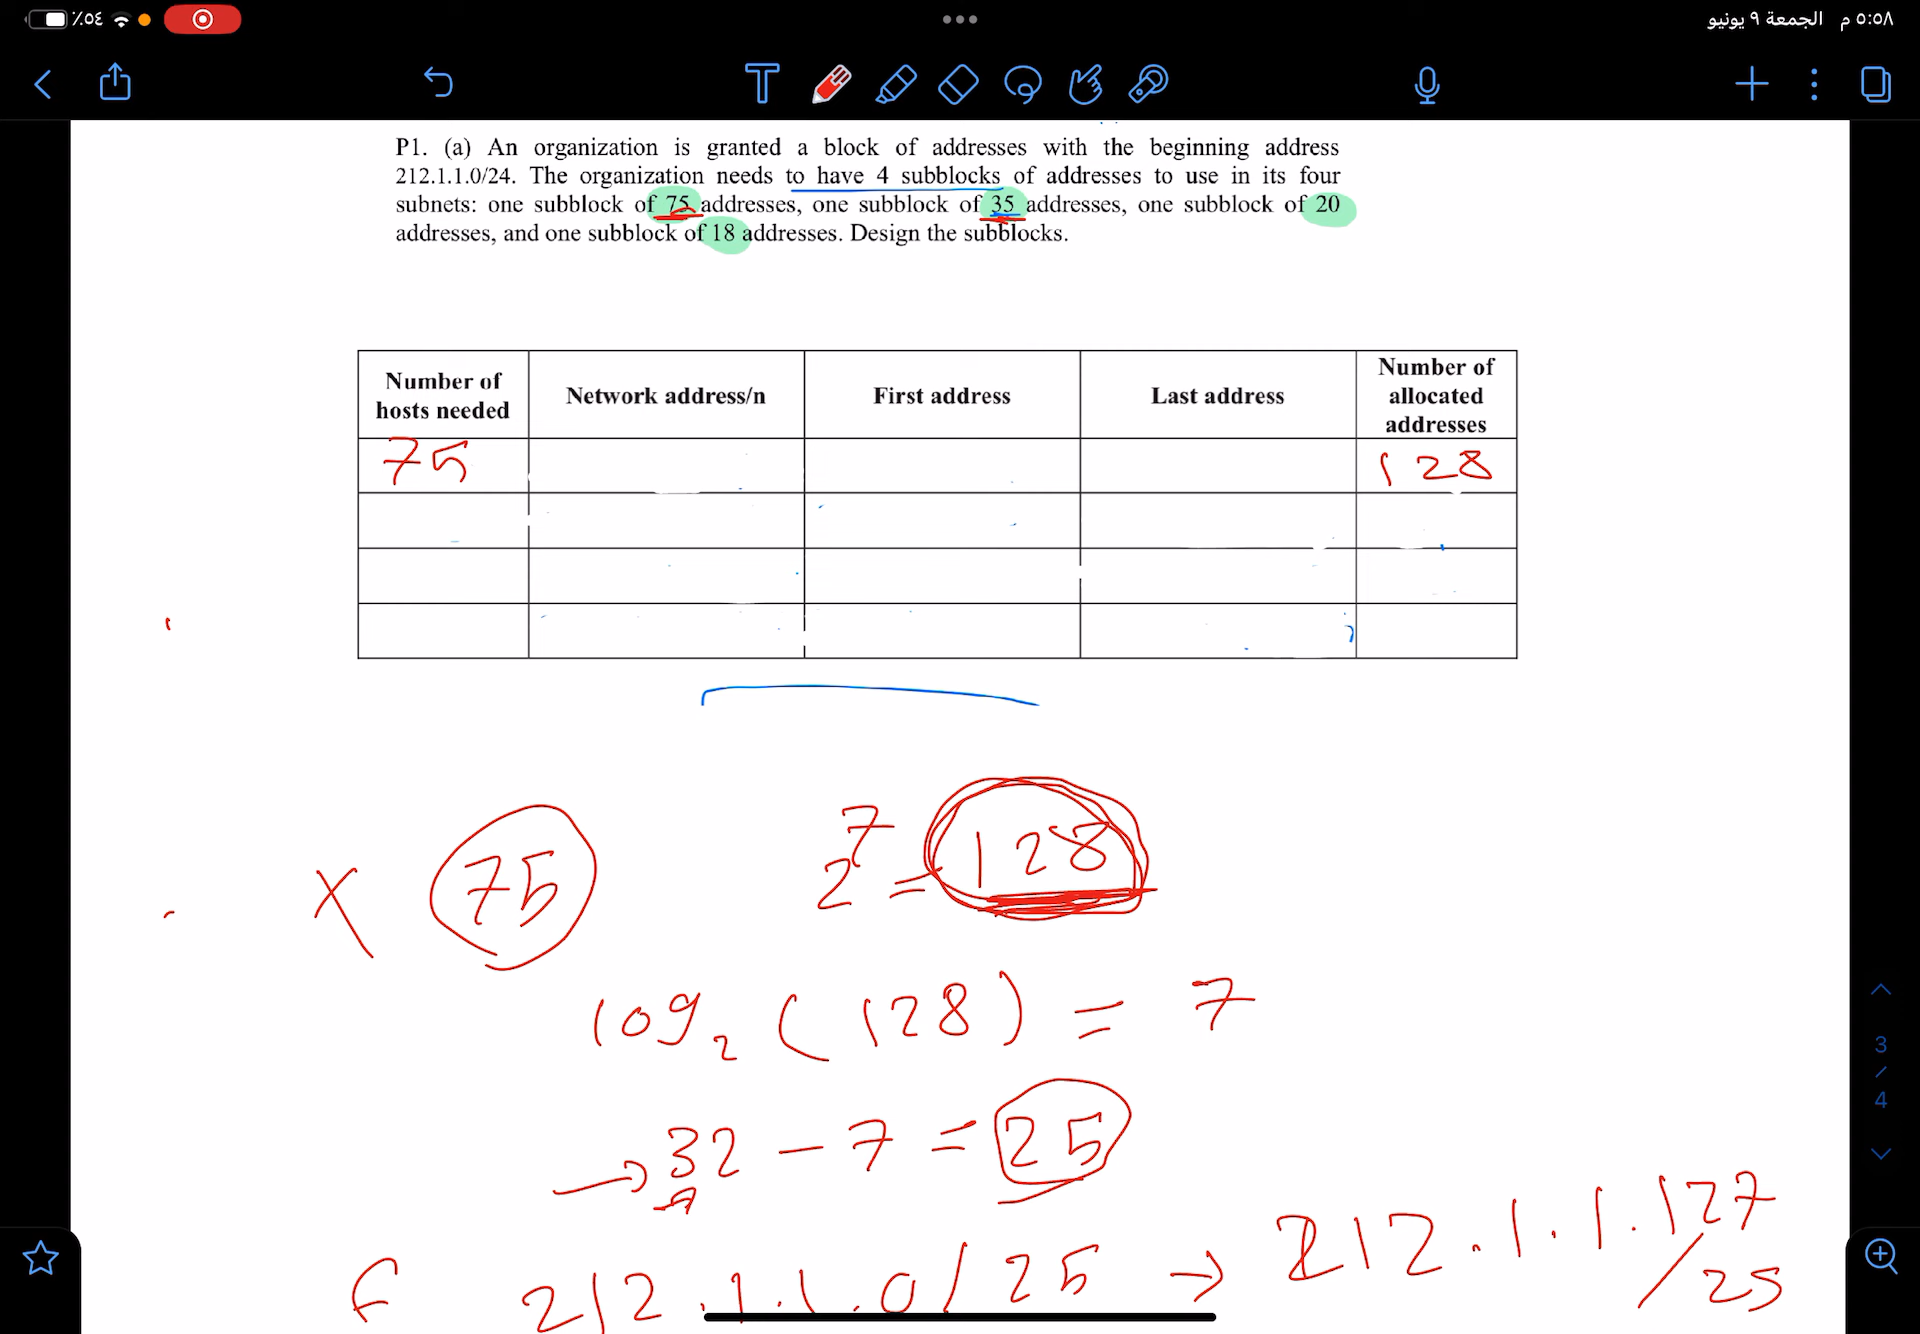 ٪٥٤
٥:٥٨ م الجمعة ٩ يونيو
P1. (a) An organization is granted a block of addresses with the beginning address
212.1.1.0/24. The organization needs to have 4 subblocks of addresses to use in its four
subnets: one subblock of 75 addresses, one subblock of 35 addresses, one subblock of 20
addresses, and one subblock of 18 addresses. Design the subblocks.
Number of hosts needed Network address/n First address Last address Number of allocated addresses
75 128
X 75 2^7 = 128
log2 (128) = 7
→ 32 - 7 = 25
212.1.1.0/25 → 212.1.1.127/25
3
/
4